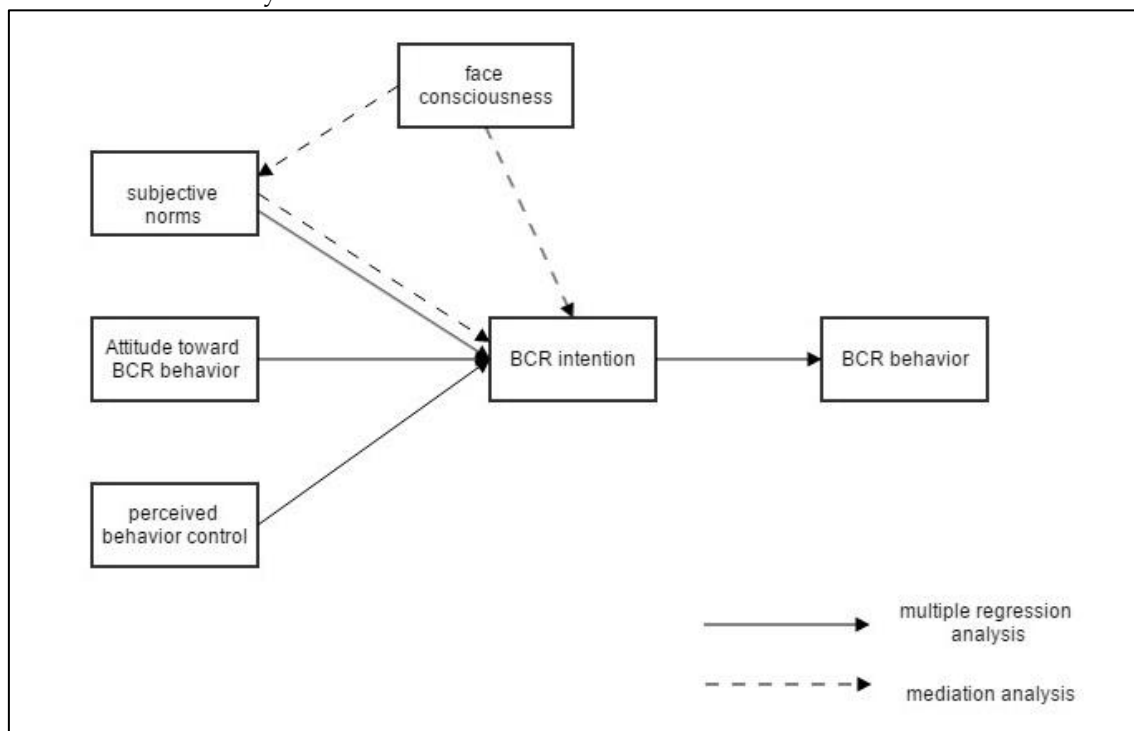 face
consciousness
subjective
norms
Attitude toward
BCR behavior
BCR intention
BCR behavior
perceived
behavior control
multiple regression
analysis
mediation analysis